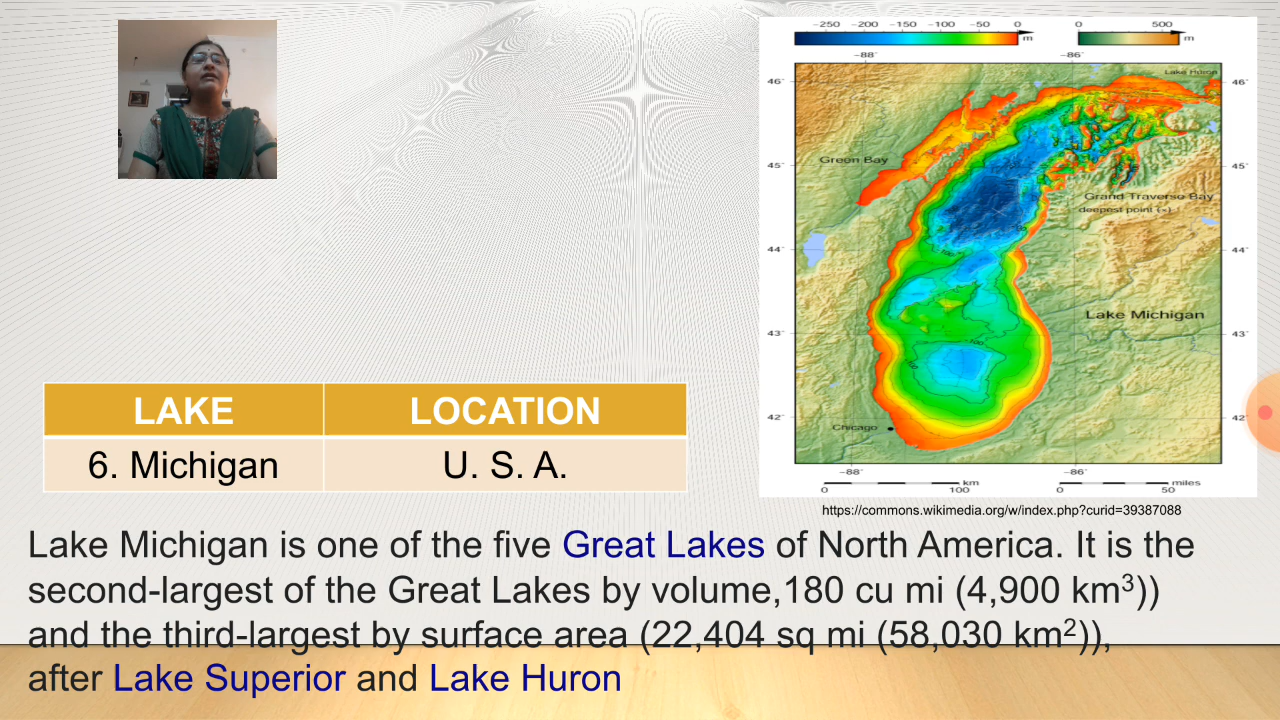 -250 -200 -150 -100 -50 0
m
0 500
m
-88° -86°
Lake Huron
46° 46°
Green Bay
45° 45°
Grand Traverse Bay
deepest point (×)
44° 44°
Lake Michigan
43° 43°
100
100
100
42° 42°
Chicago
-88° -86°
km
0 100
miles
0 50
https://commons.wikimedia.org/w/index.php?curid=39387088
LAKE LOCATION
6. Michigan U. S. A.
Lake Michigan is one of the five Great Lakes of North America. It is the
second-largest of the Great Lakes by volume,180 cu mi (4,900 km³))
and the third-largest by surface area (22,404 sq mi (58,030 km²)),
after Lake Superior and Lake Huron